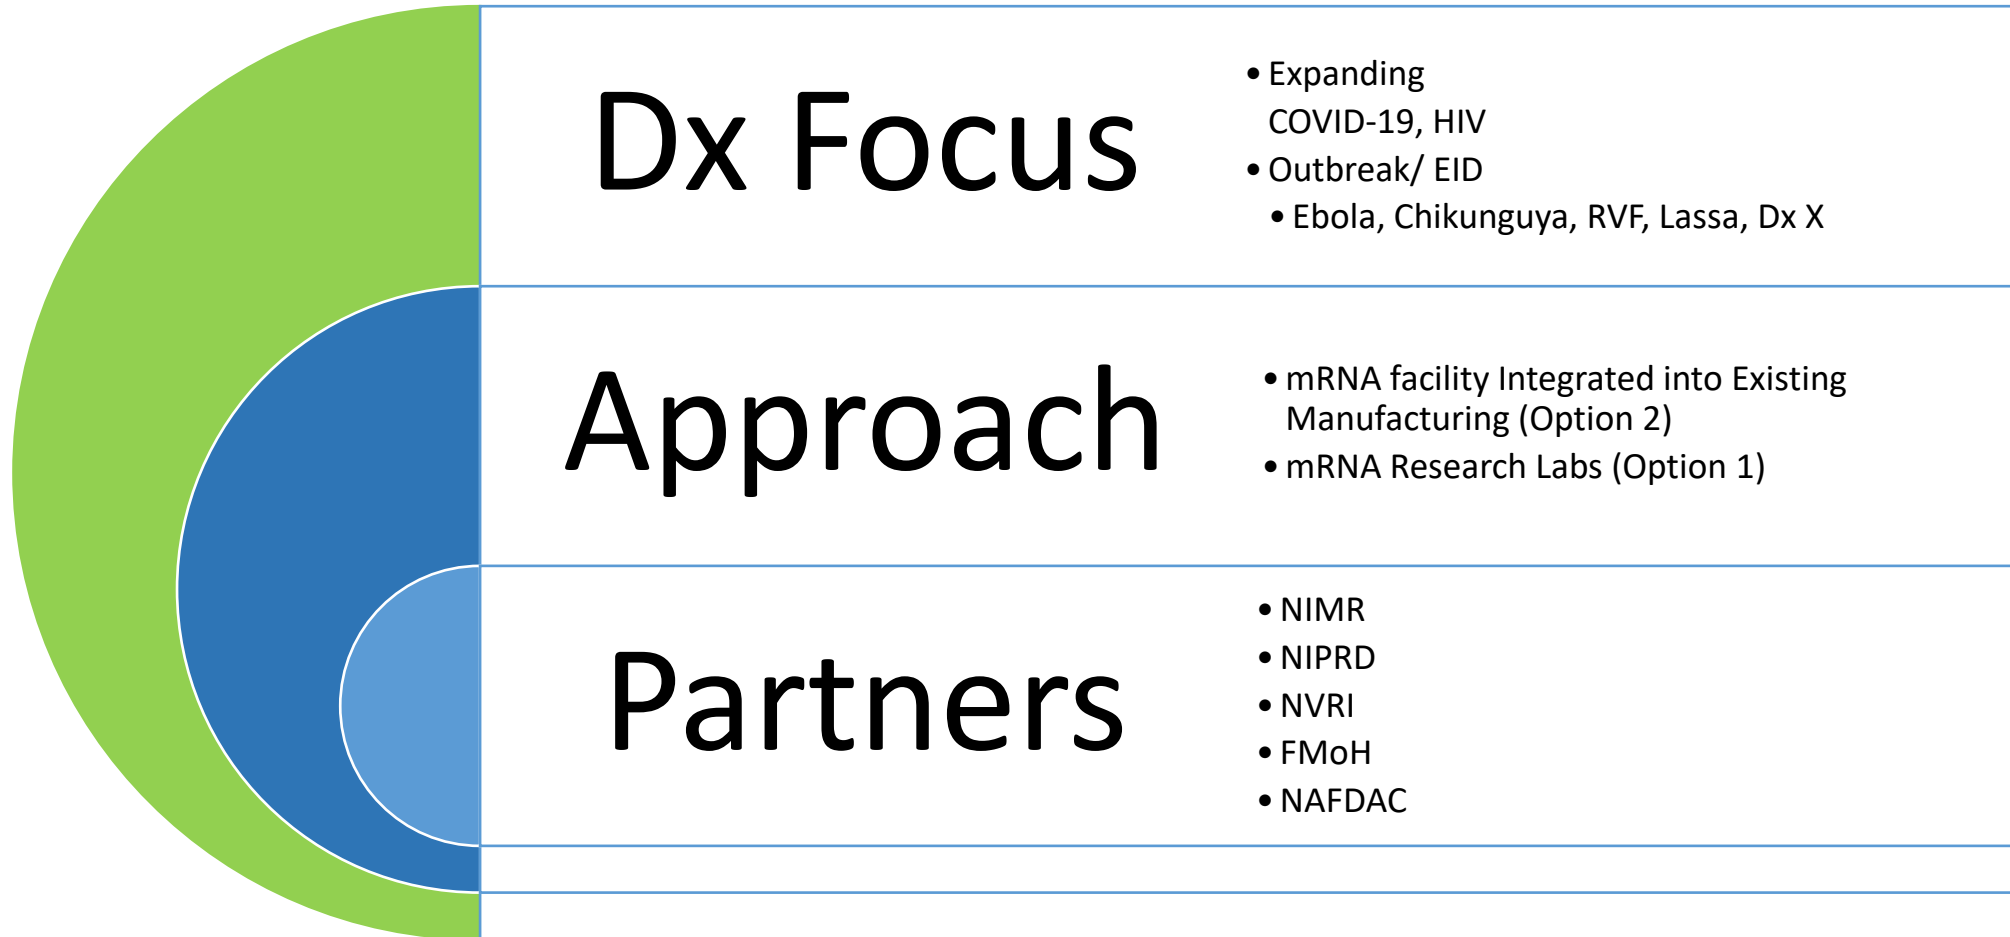 Dx Focus
• Expanding
COVID-19, HIV
• Outbreak/ EID
• Ebola, Chikunguya, RVF, Lassa, Dx X
Approach
• mRNA facility Integrated into Existing
Manufacturing (Option 2)
• mRNA Research Labs (Option 1)
Partners
• NIMR
• NIPRD
• NVRI
• FMoH
• NAFDAC